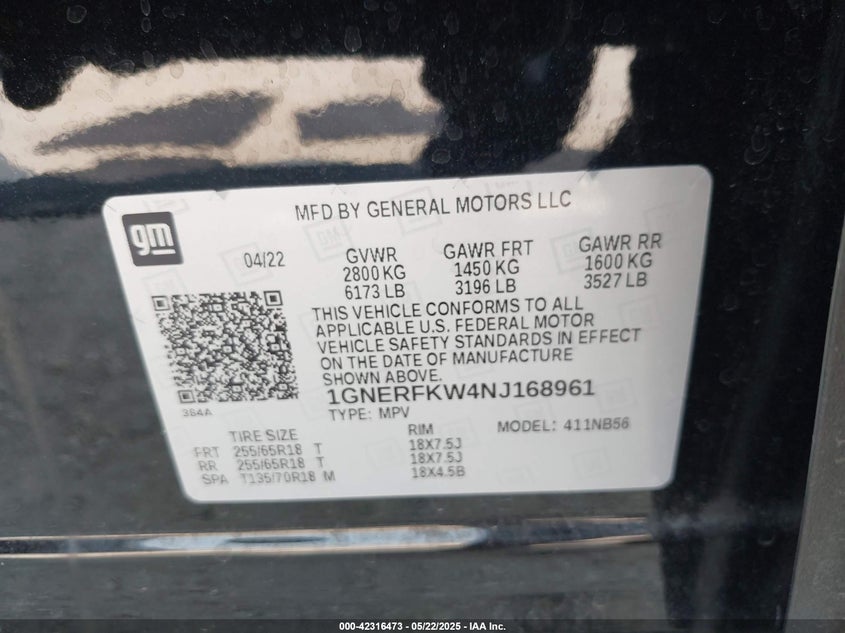 MFD BY GENERAL MOTORS LLC
gm
04/22
GVWR
2800 KG
6173 LB
GAWR FRT
1450 KG
3196 LB
GAWR RR
1600 KG
3527 LB
THIS VEHICLE CONFORMS TO ALL
APPLICABLE U.S. FEDERAL MOTOR
VEHICLE SAFETY STANDARDS IN EFFECT
ON THE DATE OF MANUFACTURE
SHOWN ABOVE.
384A
1GNERFKW4NJ168961
TYPE: MPV
MODEL: 411NB56
TIRE SIZE RIM
FRT 255/65R18 T 18X7.5J
RR 255/65R18 T 18X7.5J
SPA T135/70R18 M 18X4.5B
000-42316473 - 05/22/2025 - IAA Inc.